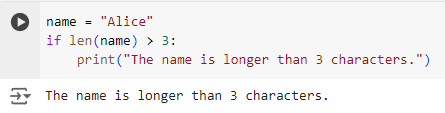 name = "Alice"
if len(name) > 3:
    print("The name is longer than 3 characters.")
The name is longer than 3 characters.